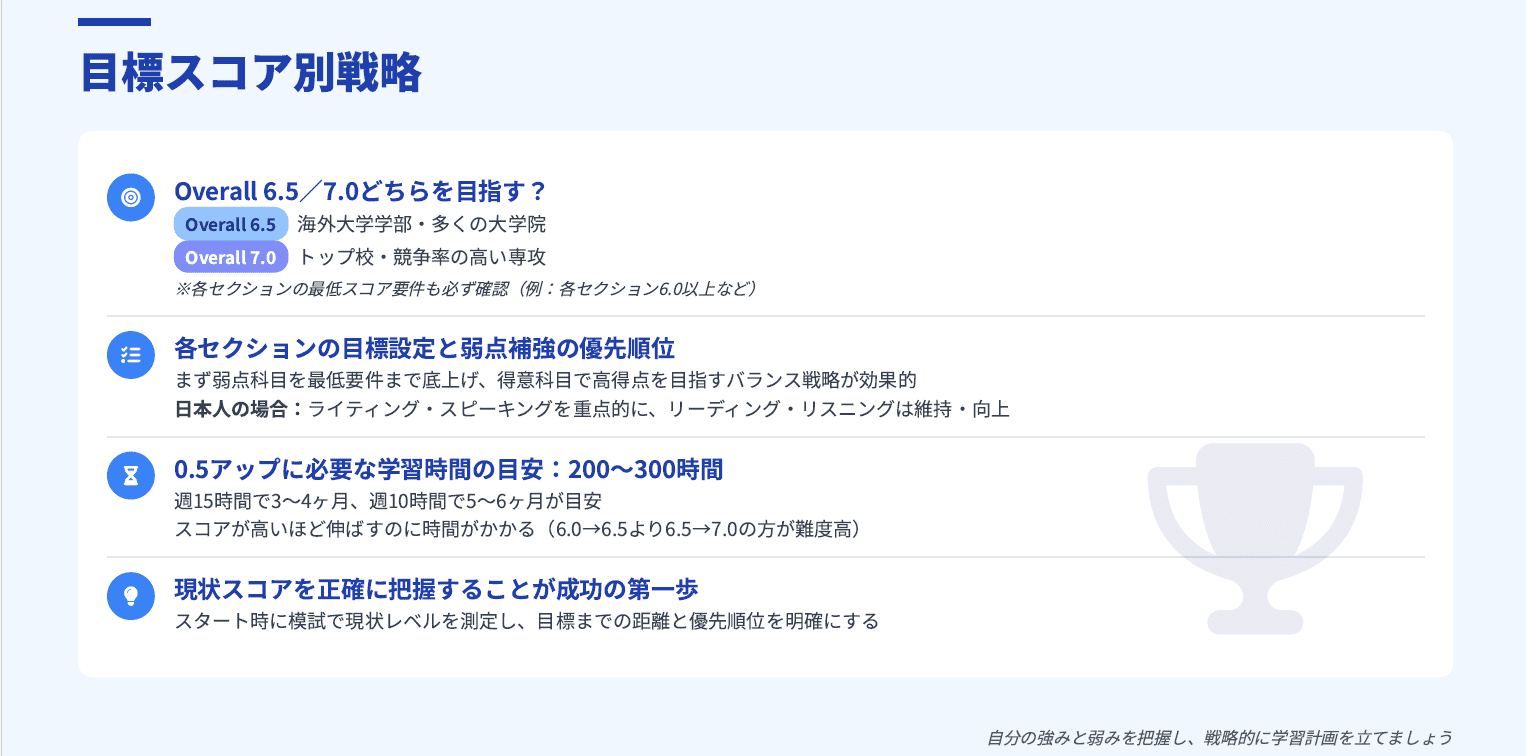 目標スコア別戦略
Overall 6.5／7.0どちらを目指す？
Overall 6.5 海外大学学部・多くの大学院
Overall 7.0 トップ校・競争率の高い専攻
※各セクションの最低スコア要件も必ず確認（例：各セクション6.0以上など）
各セクションの目標設定と弱点補強の優先順位
まず弱点科目を最低要件まで底上げ、得意科目で高得点を目指すバランス戦略が効果的
日本人の場合：ライティング・スピーキングを重点的に、リーディング・リスニングは維持・向上
0.5アップに必要な学習時間の目安：200〜300時間
週15時間で3〜4ヶ月、週10時間で5〜6ヶ月が目安
スコアが高いほど伸ばすのに時間がかかる（6.0→6.5より6.5→7.0の方が難度高）
現状スコアを正確に把握することが成功の第一歩
スタート時に模試で現状レベルを測定し、目標までの距離と優先順位を明確にする
自分の強みと弱みを把握し、戦略的に学習計画を立てましょう